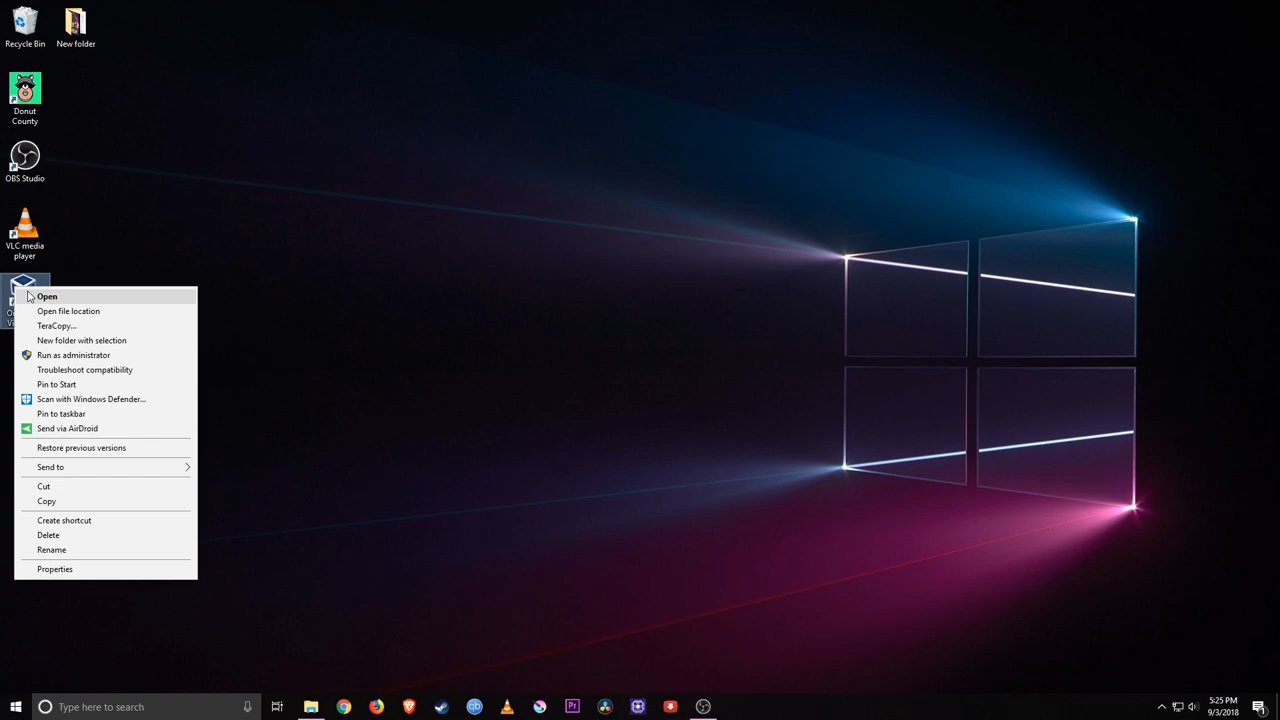 Recycle Bin
New folder
Donut
County
OBS Studio
VLC media
player
Open
Open file location
TeraCopy...
New folder with selection
Run as administrator
Troubleshoot compatibility
Pin to Start
Scan with Windows Defender...
Pin to taskbar
Send via AirDroid
Restore previous versions
Send to
Cut
Copy
Create shortcut
Delete
Rename
Properties
Type here to search
qb
Pr
5:25 PM
9/3/2018
1